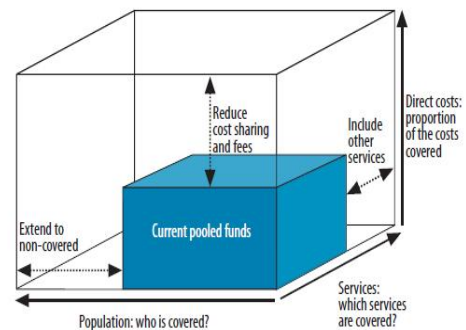 Direct costs:
proportion
of the costs
covered
Reduce
cost sharing
and fees
Include
other
services
Extend to
non-covered
Current pooled funds
Services:
which services
are covered?
Population: who is covered?